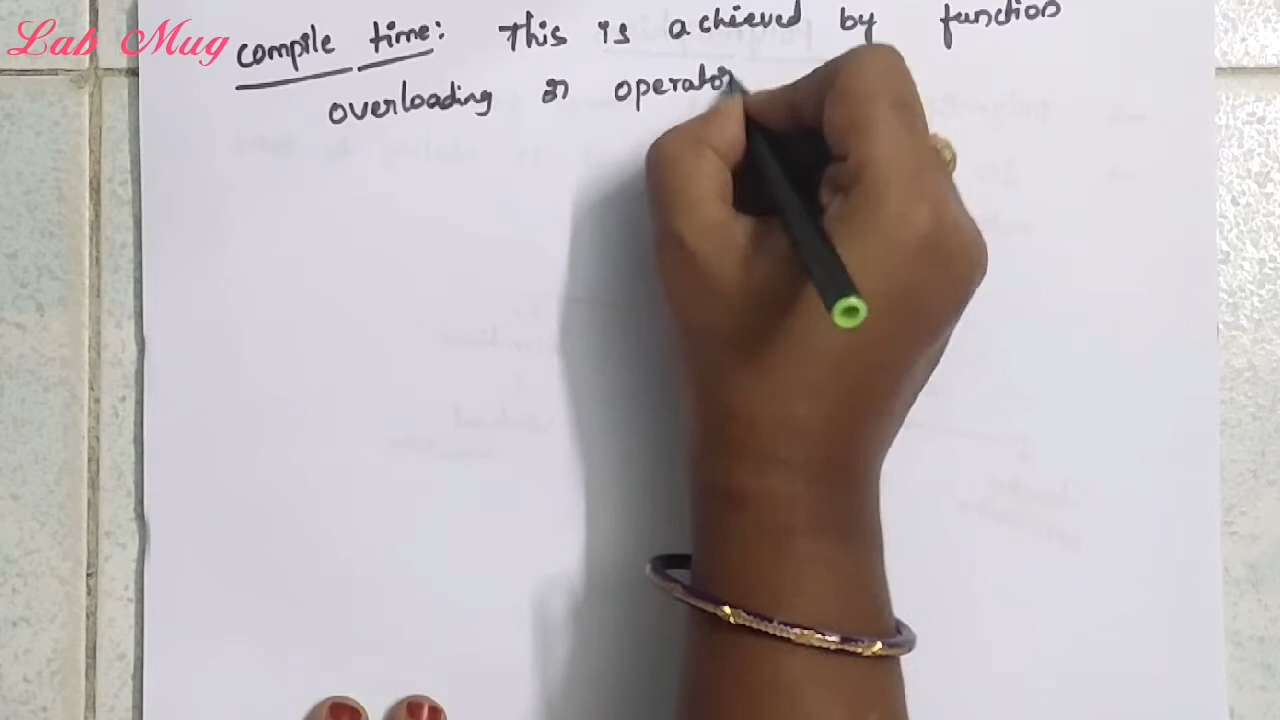 Lab Mug
compile time: This is achieved by function
overloading or operator